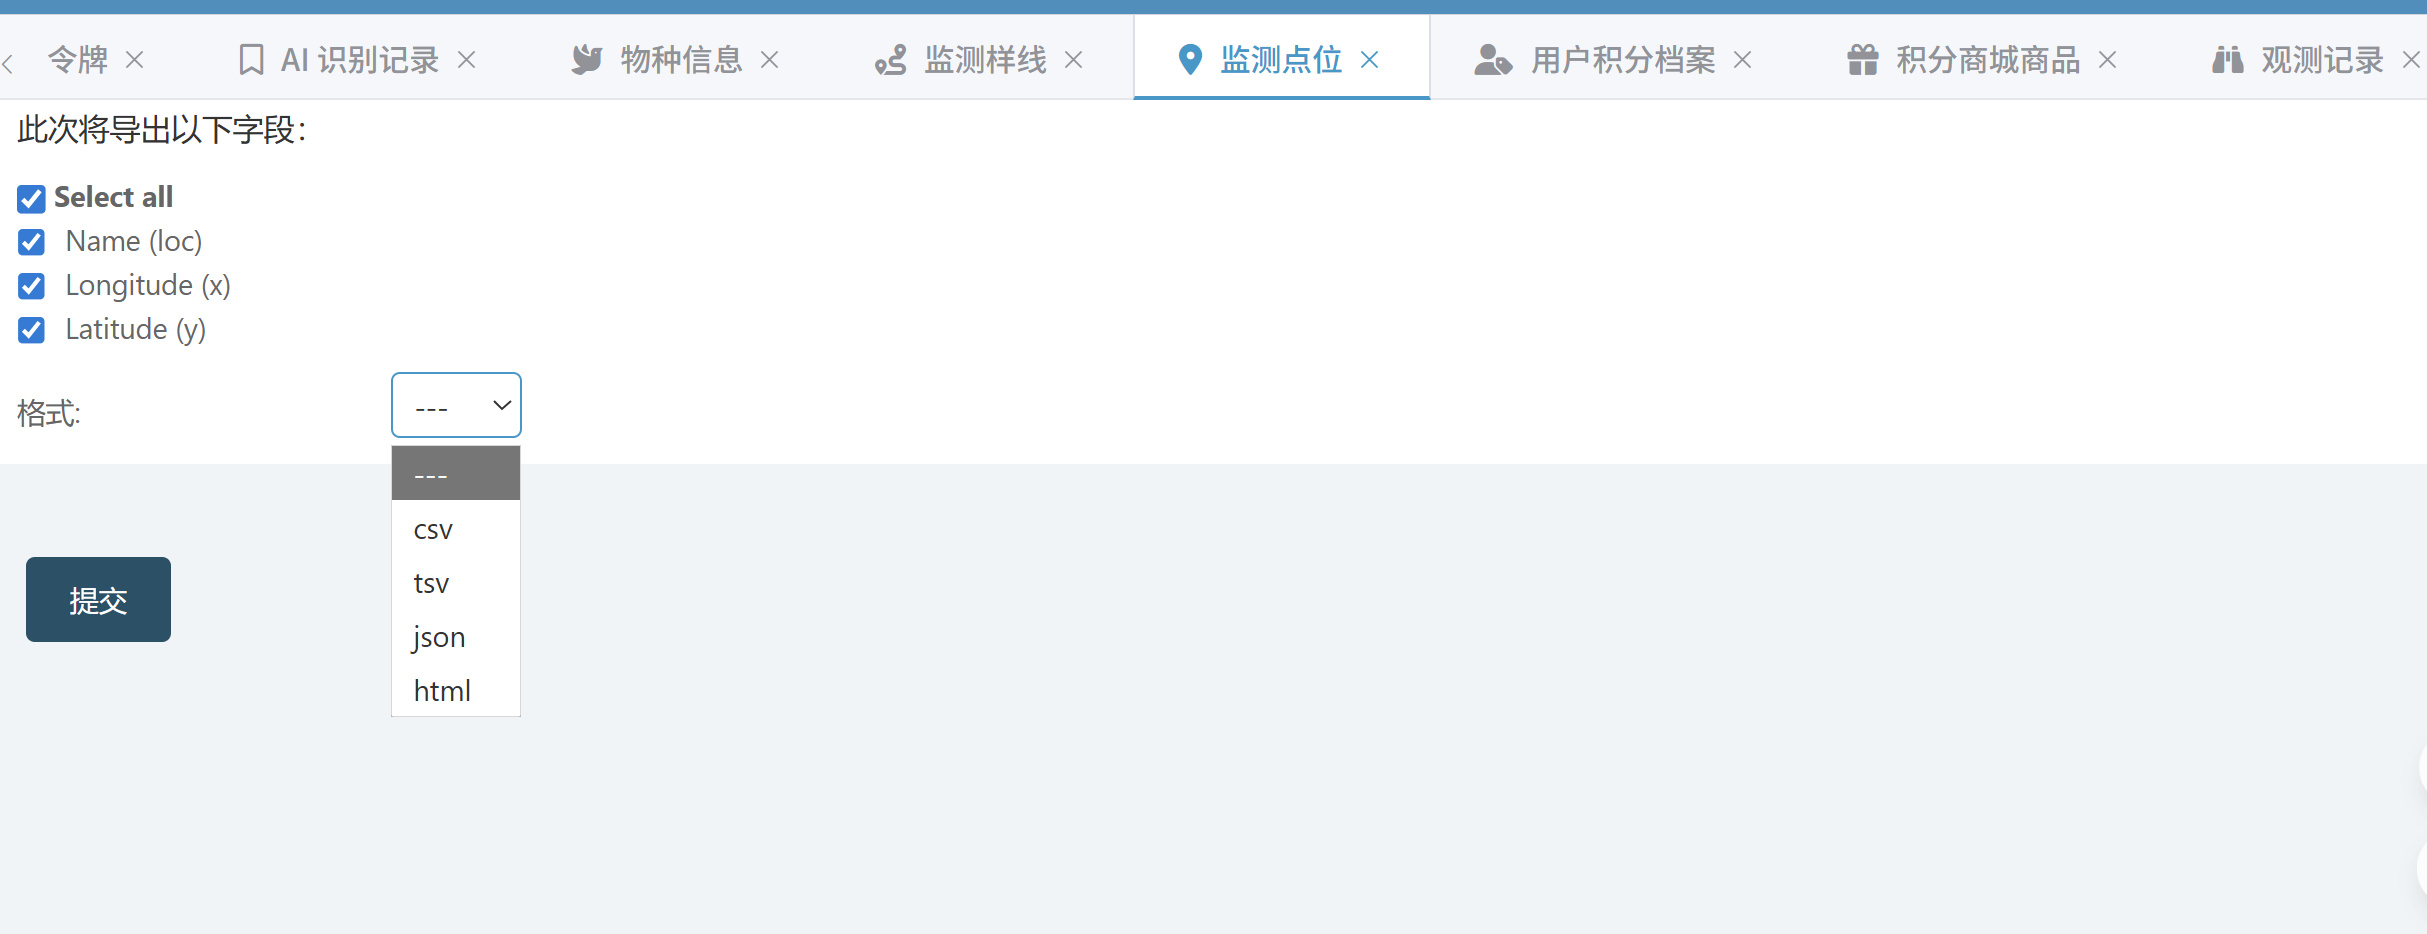 令牌 AI 识别记录 物种信息 监测样线 监测点位 用户积分档案 积分商城商品 观测记录
此次将导出以下字段：
Select all
Name (loc)
Longitude (x)
Latitude (y)
格式:
---
---
csv
tsv
json
html
提交